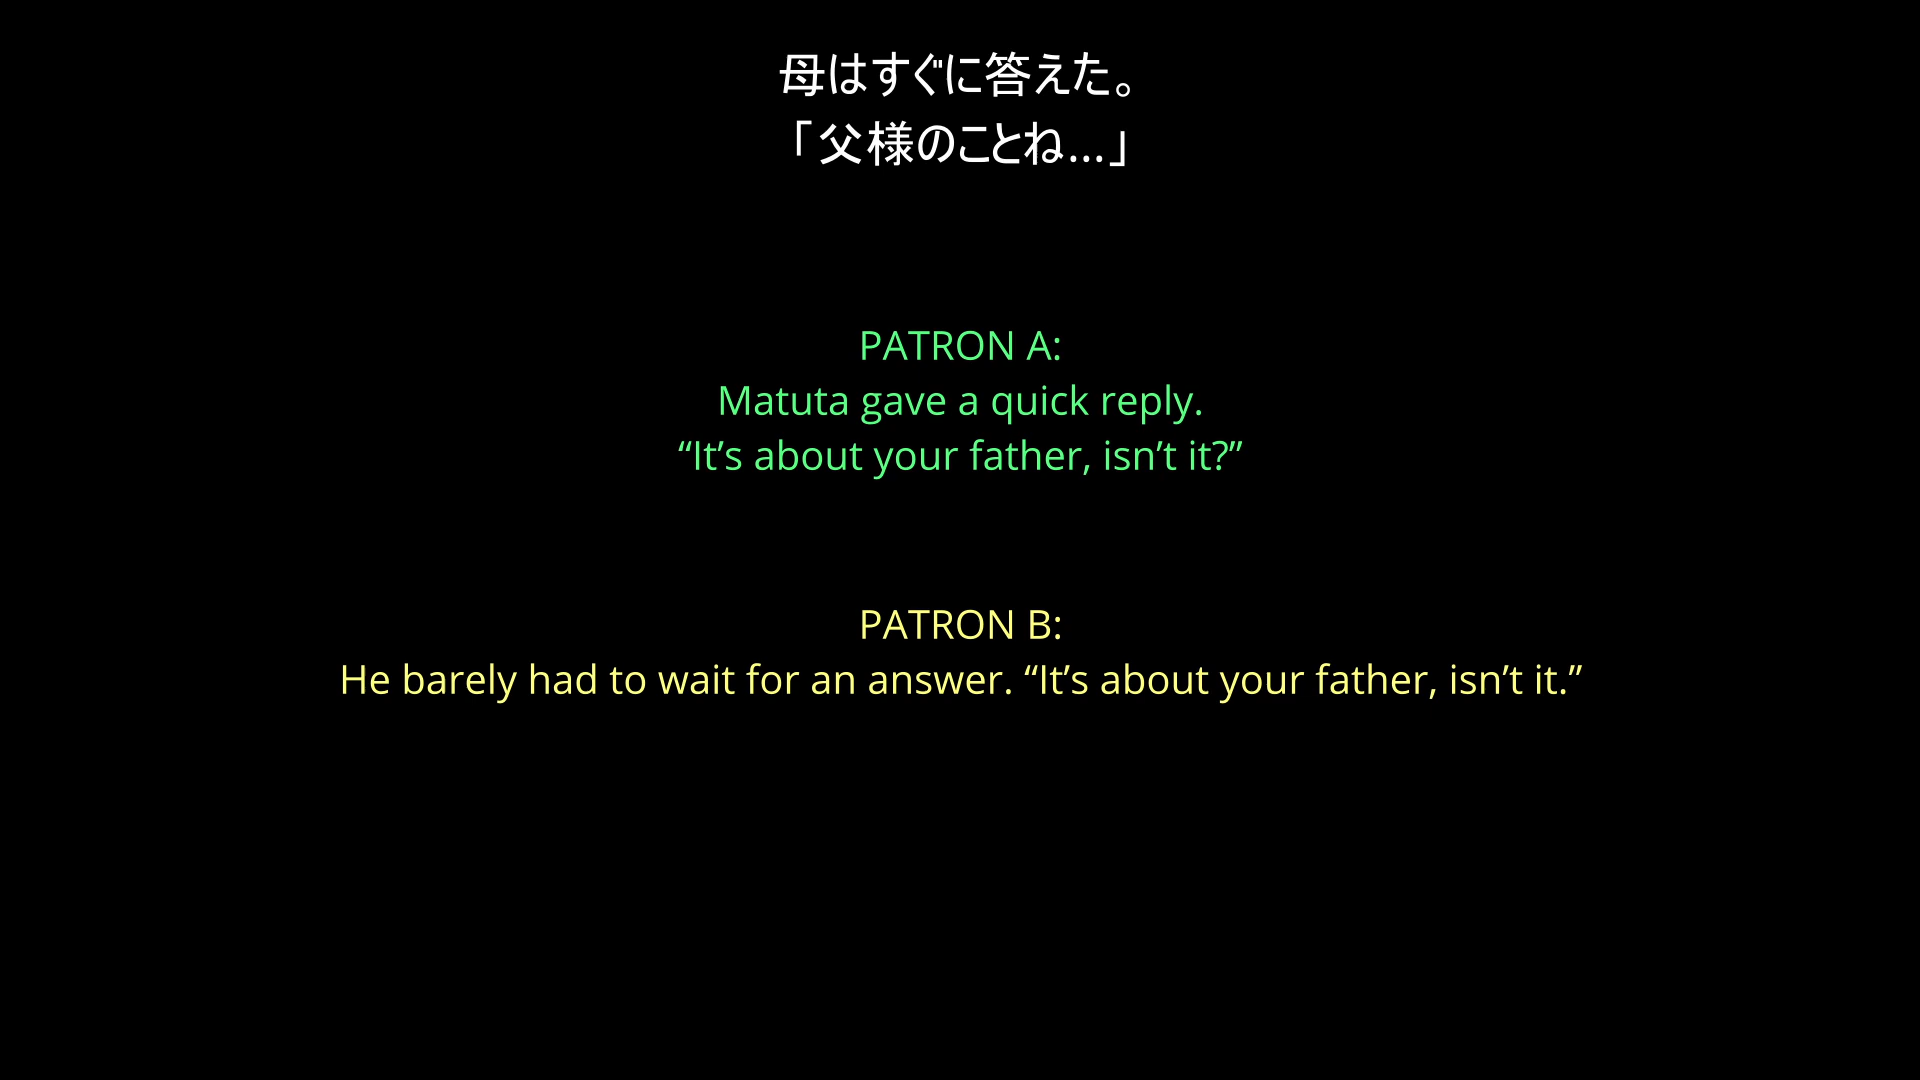 母はすぐに答えた。
「父様のことね…」
PATRON A:
Matuta gave a quick reply.
“It’s about your father, isn’t it?”
PATRON B:
He barely had to wait for an answer. “It’s about your father, isn’t it.”